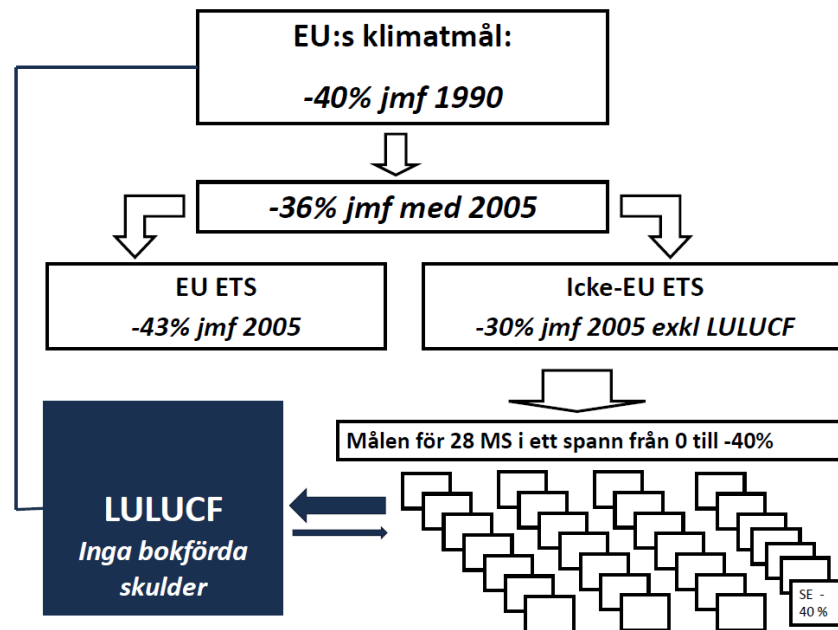 EU:s klimatmål:
-40% jmf 1990
-36% jmf med 2005
EU ETS
-43% jmf 2005
Icke-EU ETS
-30% jmf 2005 exkl LULUCF
Målen för 28 MS i ett spann från 0 till -40%
LULUCF
Inga bokförda
skulder
SE -
40 %